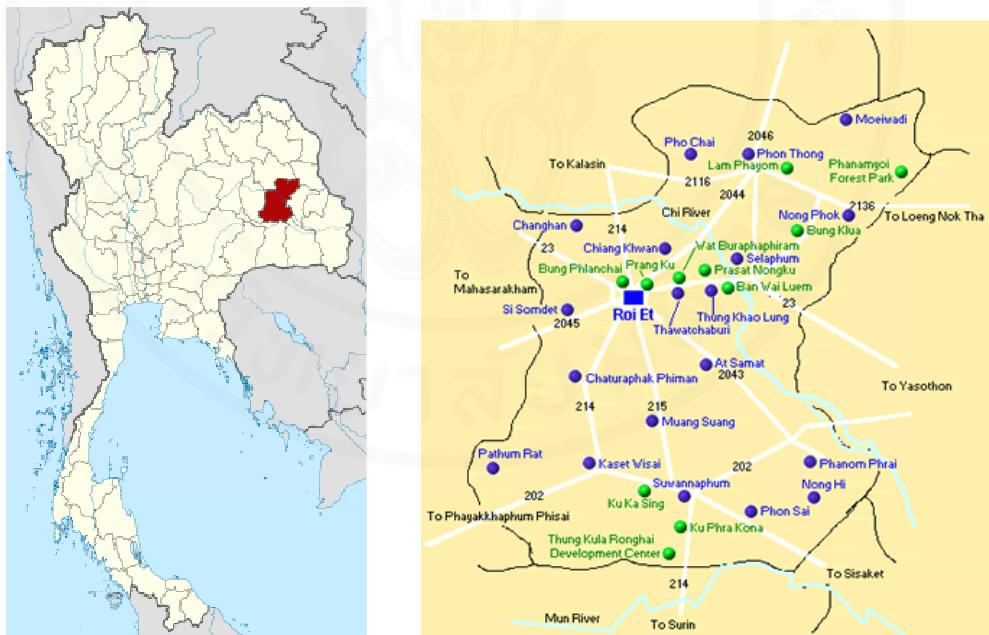 Moeiwadi
2046
Pho Chai
Phon Thong
To Kalasin
Lam Phayom
Phanamyoi
Forest Park
2116
2044
2136
Chi River
Nong Phok
To Loeng Nok Tha
Changhan
214
Bung Klua
23
Chiang Khwan
Wat Buraphaphiram
Selaphum
Bung Phlanchai
Prang Ku
Prasat Nongku
To
Mahasarakham
Ban Wai Luem
23
Si Somdet
Roi Et
Thung Khao Lung
2045
Thawatchaburi
At Samat
2043
Chaturaphak Phiman
To Yasothon
214
215
Muang Suang
Pathum Rat
Kaset Wisai
202
Phanom Phrai
Suwannaphum
Nong Hi
202
Ku Ka Sing
Phon Sai
To Phayakkhaphum Phisai
Ku Phra Kona
Thung Kula Ronghai
Development Center
To Sisaket
214
Mun River
To Surin